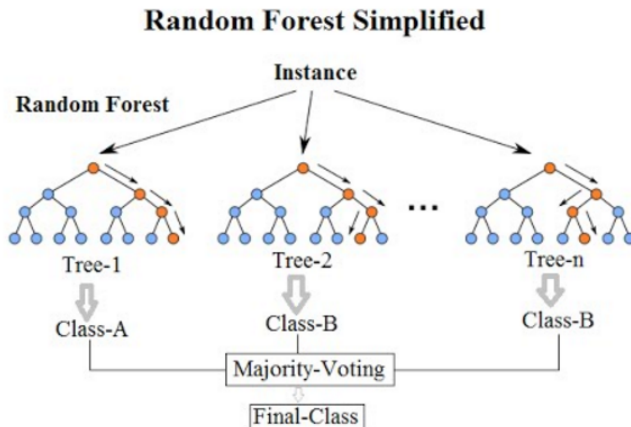 Random Forest Simplified
Instance
Random Forest
...
Tree-1
Tree-2
Tree-n
Class-A
Class-B
Class-B
Majority-Voting
Final-Class